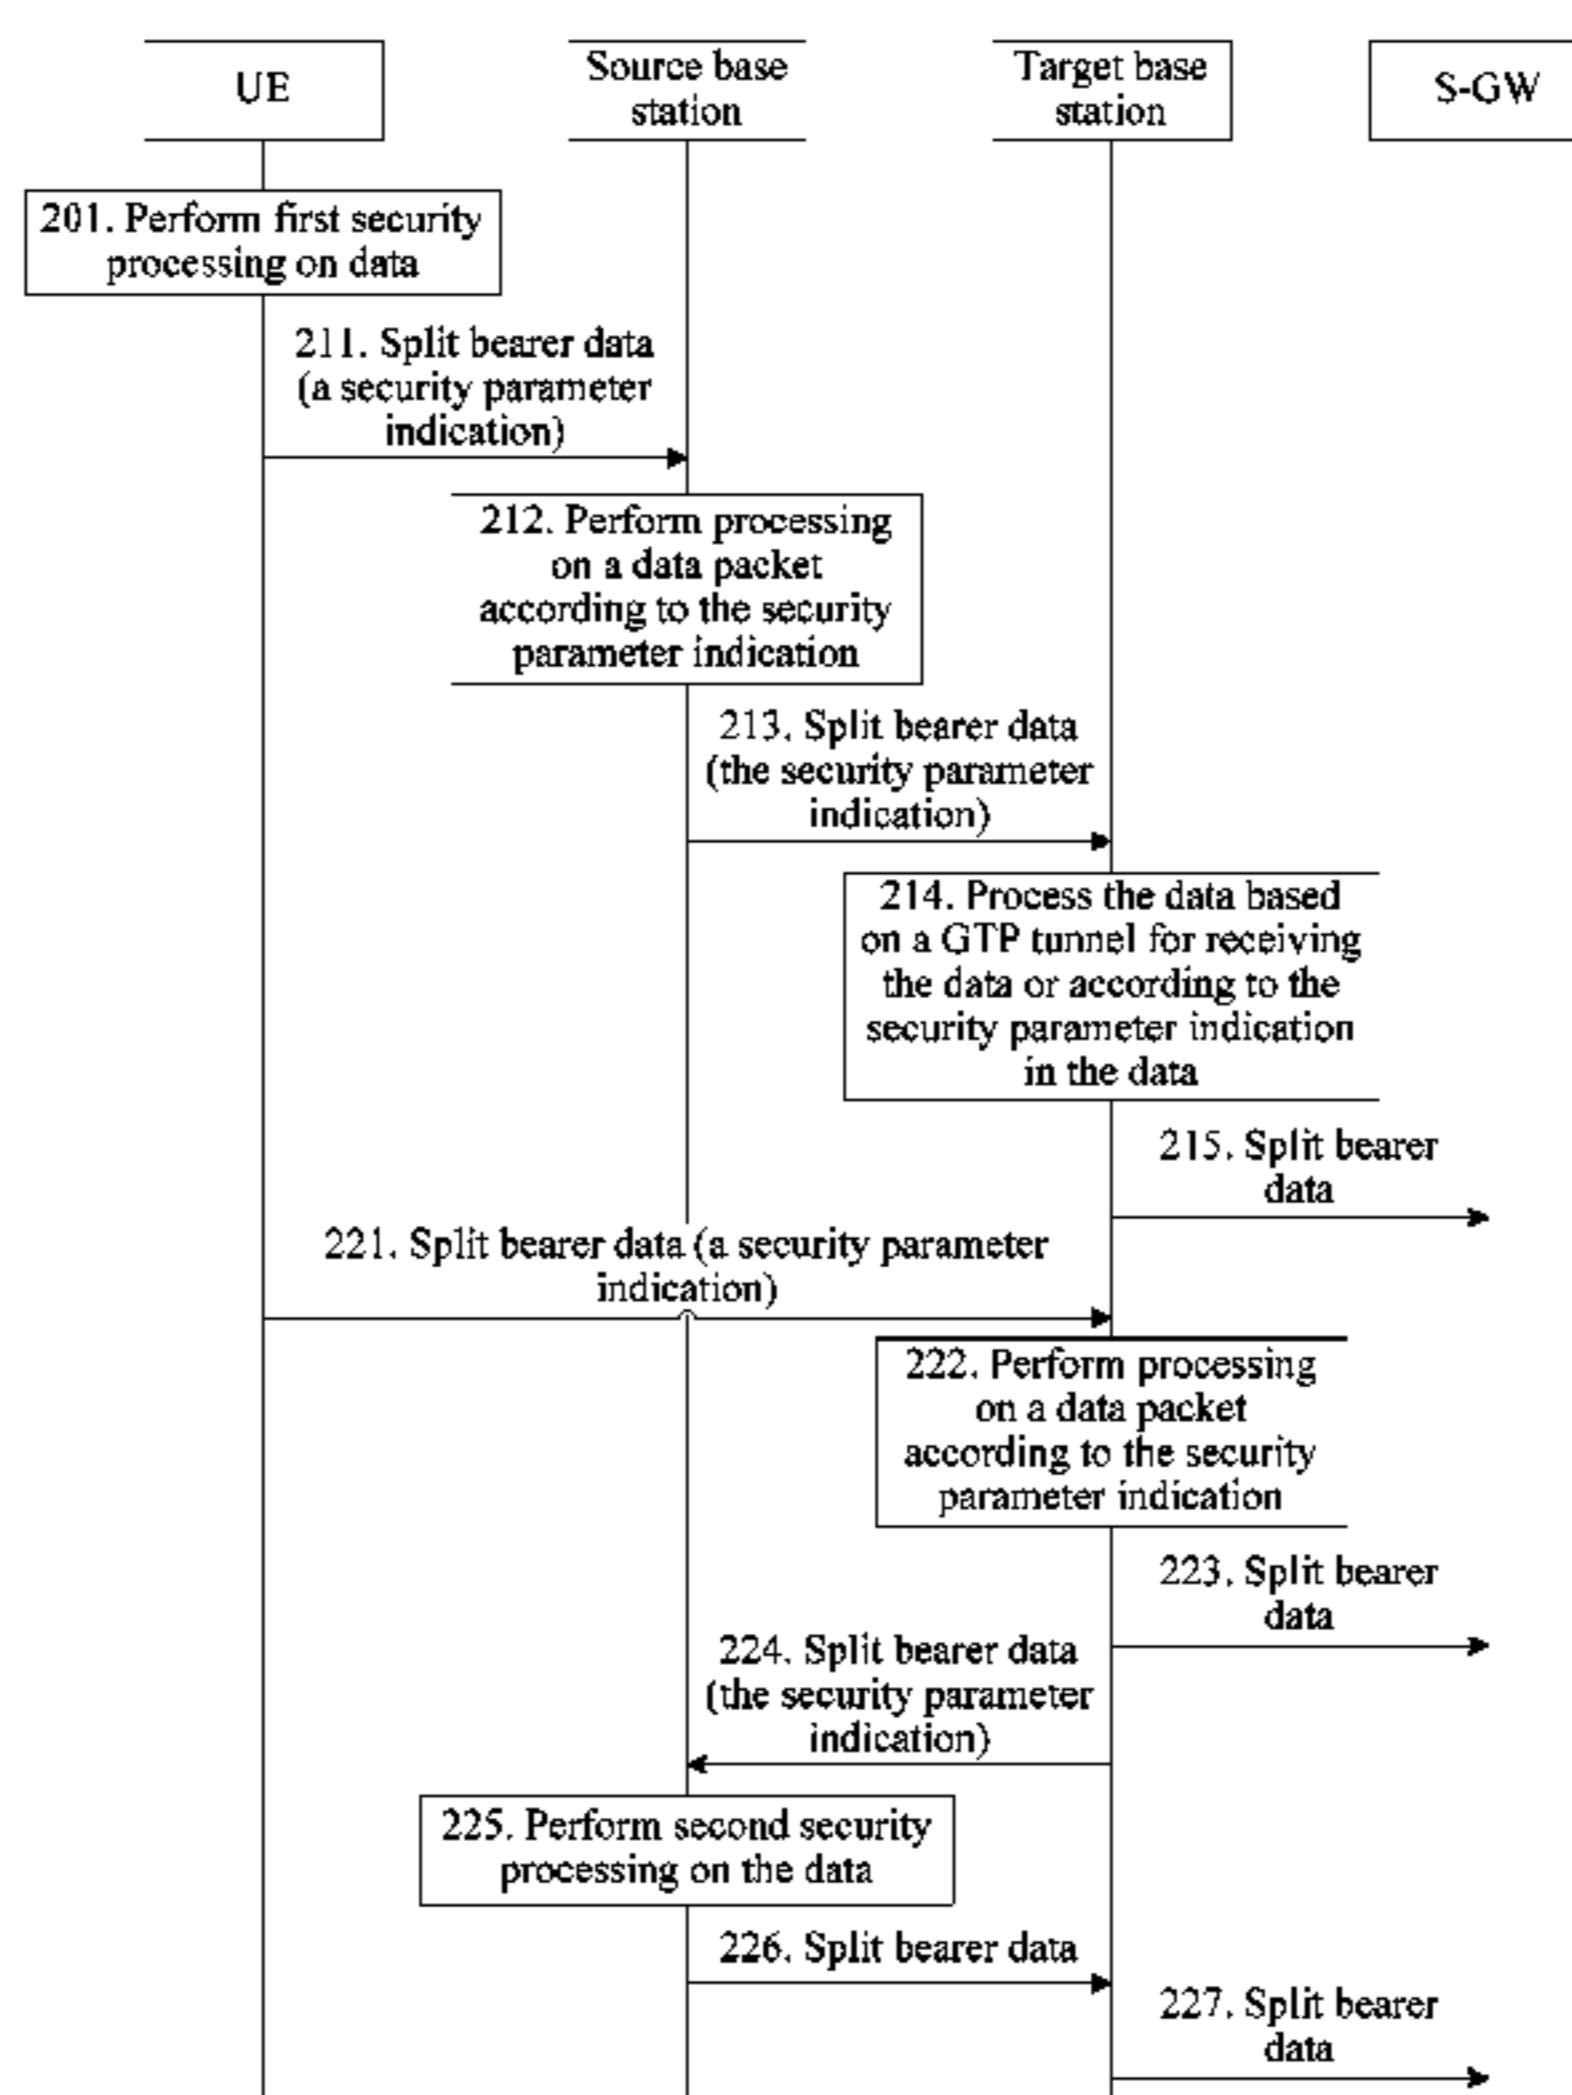 UE
Source base
station
Target base
station
S-GW
201. Perform first security
processing on data
211. Split bearer data
(a security parameter
indication)
212. Perform processing
on a data packet
according to the security
parameter indication
213. Split bearer data
(the security parameter
indication)
214. Process the data based
on a GTP tunnel for receiving
the data or according to the
security parameter indication
in the data
215. Split bearer
data
221. Split bearer data (a security parameter
indication)
222. Perform processing
on a data packet
according to the security
parameter indication
223. Split bearer
data
224. Split bearer data
(the security parameter
indication)
225. Perform second security
processing on the data
226. Split bearer data
227. Split bearer
data